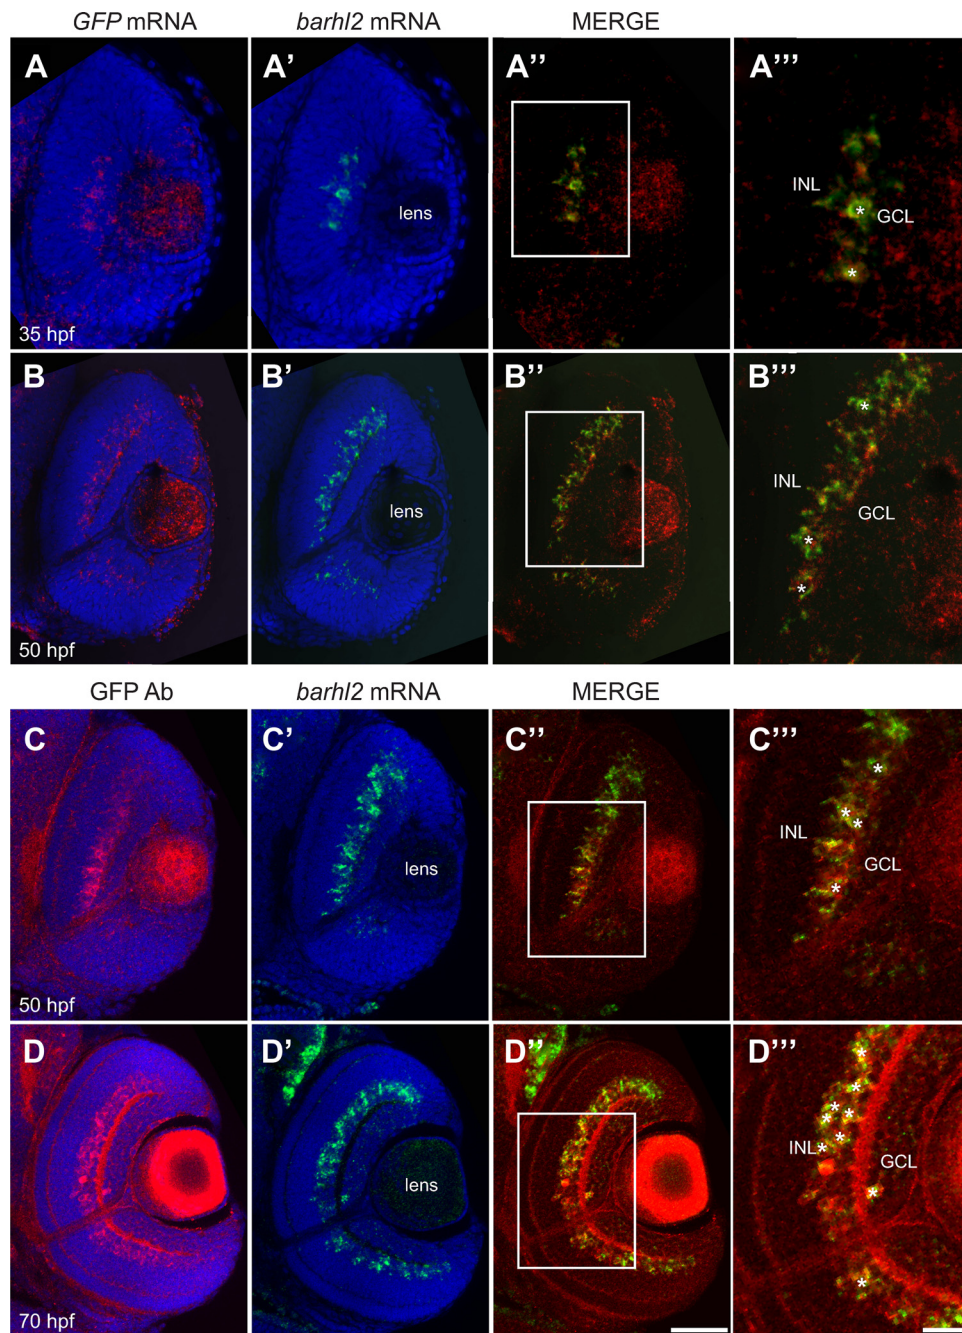 GFP mRNA barhl2 mRNA MERGE
A A’ A’’ A’’’
INL
lens GCL
*
*
35 hpf
B B’ B’’ B’’’
*
INL
lens GCL
*
*
50 hpf
GFP Ab barhl2 mRNA MERGE
C C’ C’’ C’’’
*
* *
INL
lens GCL
*
50 hpf
D D’ D’’ D’’’
*
*
* *
* *
*
INL *
lens GCL
*
*
70 hpf